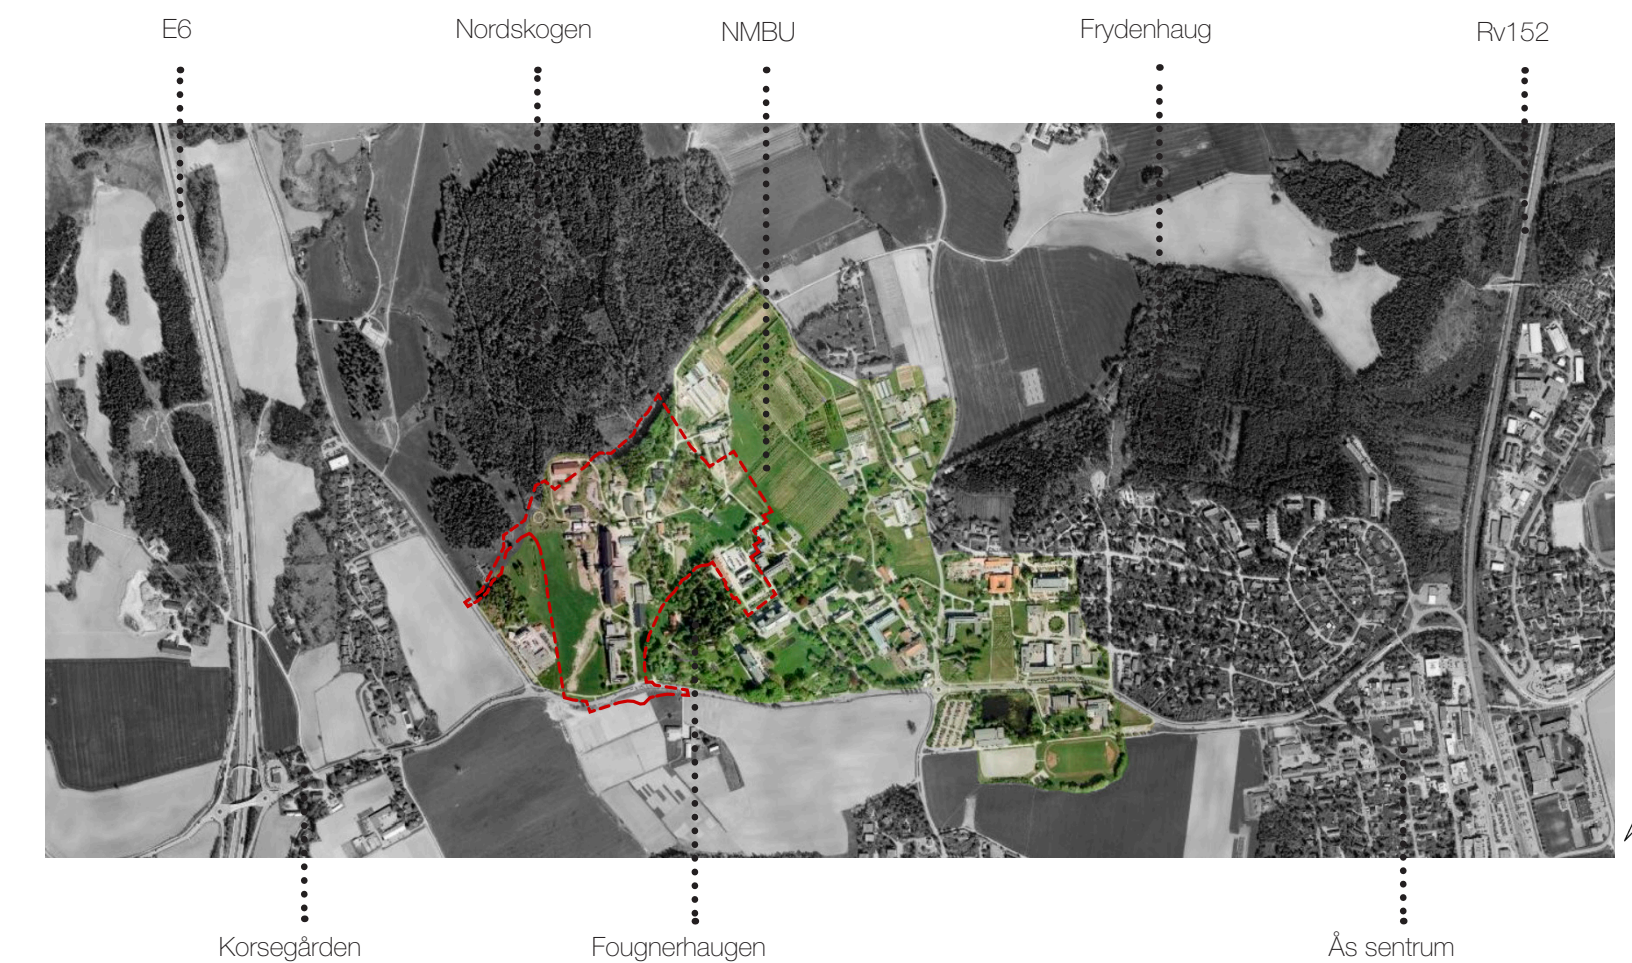 E6
Nordskogen
NMBU
Frydenhaug
Rv152
Korsegården
Fougnerhaugen
Ås sentrum